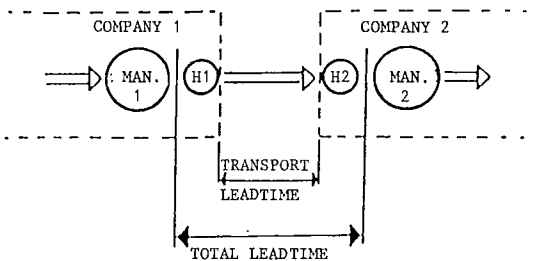 COMPANY 1
COMPANY 2
MAN.
1
H1
H2
MAN.
2
TRANSPORT
LEADTIME
TOTAL LEADTIME